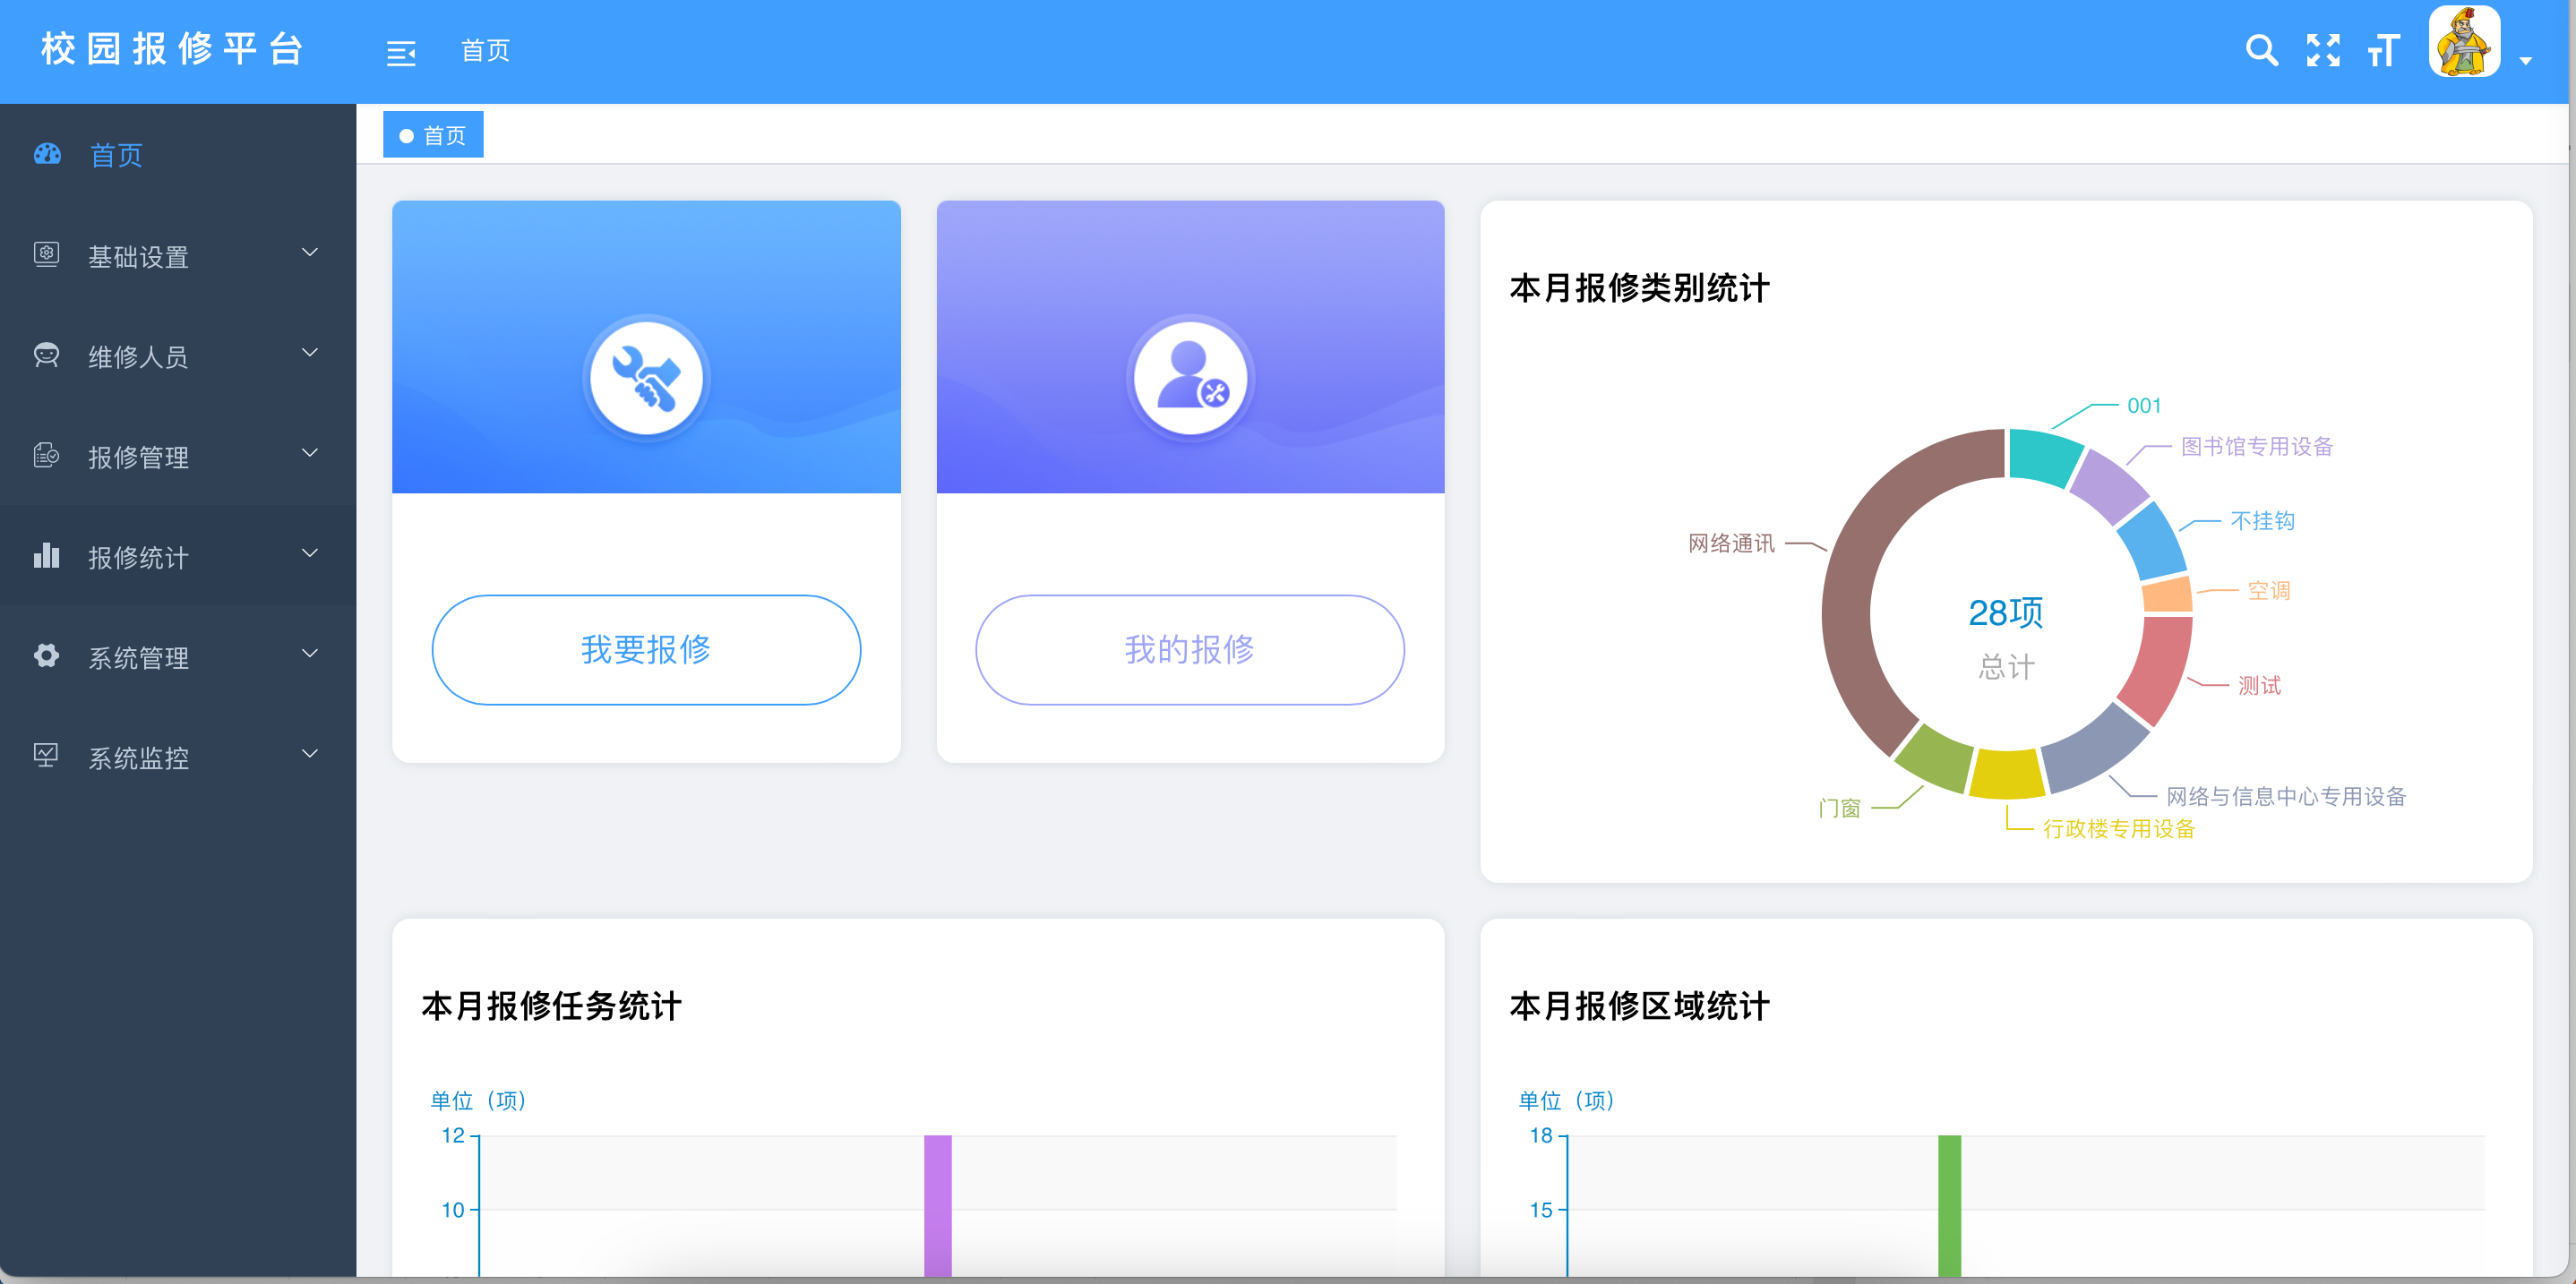 校园报修平台
首页
首页
首页
基础设置
维修人员
报修管理
报修统计
系统管理
系统监控
我要报修
我的报修
本月报修类别统计
001
图书馆专用设备
不挂钩
空调
测试
网络与信息中心专用设备
行政楼专用设备
门窗
网络通讯
28项
总计
本月报修任务统计
单位（项）
12
10
本月报修区域统计
单位（项）
18
15